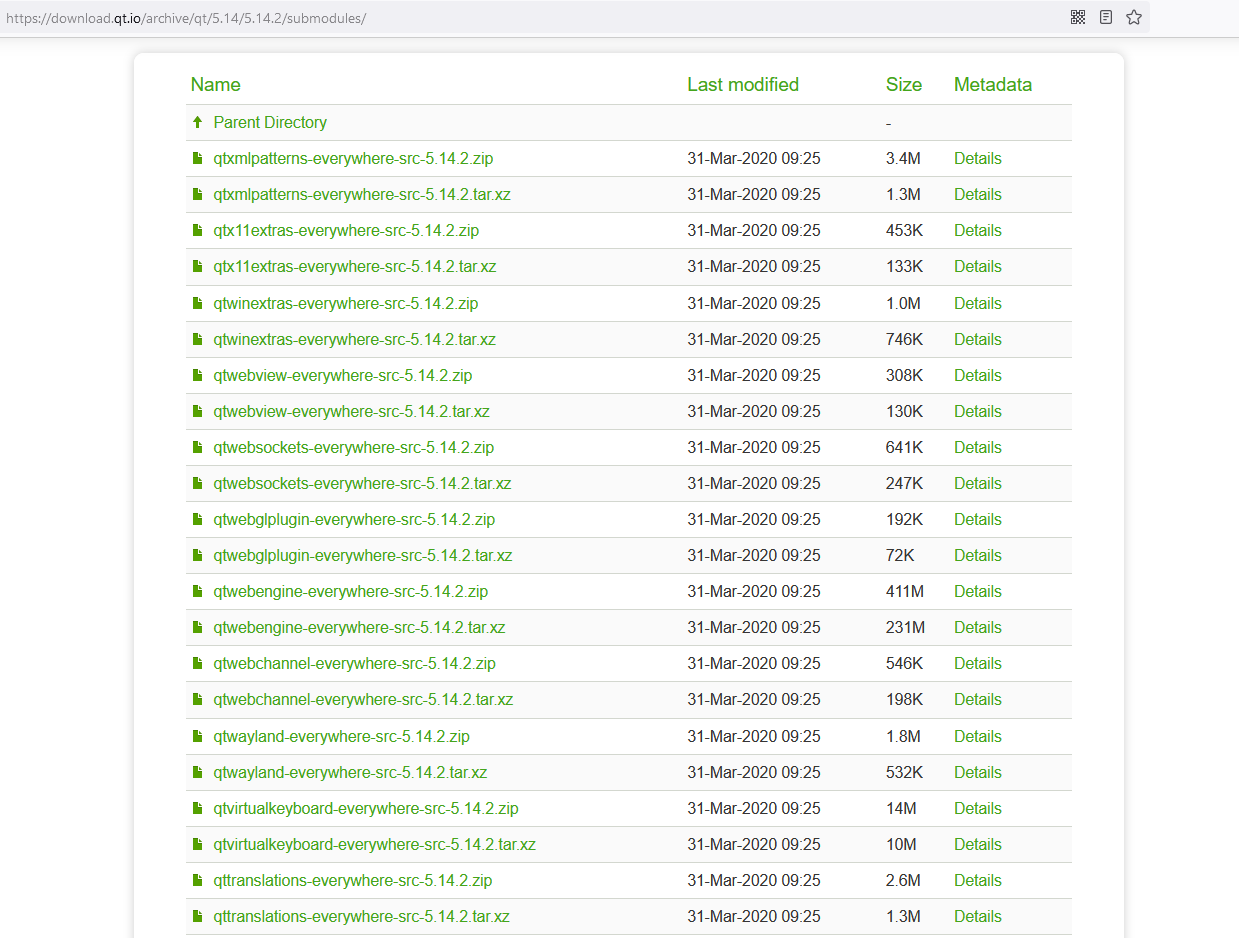 https://download.qt.io/archive/qt/5.14/5.14.2/submodules/
Name Last modified Size Metadata
Parent Directory -
qtxmlpatterns-everywhere-src-5.14.2.zip 31-Mar-2020 09:25 3.4M Details
qtxmlpatterns-everywhere-src-5.14.2.tar.xz 31-Mar-2020 09:25 1.3M Details
qtx11extras-everywhere-src-5.14.2.zip 31-Mar-2020 09:25 453K Details
qtx11extras-everywhere-src-5.14.2.tar.xz 31-Mar-2020 09:25 133K Details
qtwinextras-everywhere-src-5.14.2.zip 31-Mar-2020 09:25 1.0M Details
qtwinextras-everywhere-src-5.14.2.tar.xz 31-Mar-2020 09:25 746K Details
qtwebview-everywhere-src-5.14.2.zip 31-Mar-2020 09:25 308K Details
qtwebview-everywhere-src-5.14.2.tar.xz 31-Mar-2020 09:25 130K Details
qtwebsockets-everywhere-src-5.14.2.zip 31-Mar-2020 09:25 641K Details
qtwebsockets-everywhere-src-5.14.2.tar.xz 31-Mar-2020 09:25 247K Details
qtwebglplugin-everywhere-src-5.14.2.zip 31-Mar-2020 09:25 192K Details
qtwebglplugin-everywhere-src-5.14.2.tar.xz 31-Mar-2020 09:25 72K Details
qtwebengine-everywhere-src-5.14.2.zip 31-Mar-2020 09:25 411M Details
qtwebengine-everywhere-src-5.14.2.tar.xz 31-Mar-2020 09:25 231M Details
qtwebchannel-everywhere-src-5.14.2.zip 31-Mar-2020 09:25 546K Details
qtwebchannel-everywhere-src-5.14.2.tar.xz 31-Mar-2020 09:25 198K Details
qtwayland-everywhere-src-5.14.2.zip 31-Mar-2020 09:25 1.8M Details
qtwayland-everywhere-src-5.14.2.tar.xz 31-Mar-2020 09:25 532K Details
qtvirtualkeyboard-everywhere-src-5.14.2.zip 31-Mar-2020 09:25 14M Details
qtvirtualkeyboard-everywhere-src-5.14.2.tar.xz 31-Mar-2020 09:25 10M Details
qttranslations-everywhere-src-5.14.2.zip 31-Mar-2020 09:25 2.6M Details
qttranslations-everywhere-src-5.14.2.tar.xz 31-Mar-2020 09:25 1.3M Details